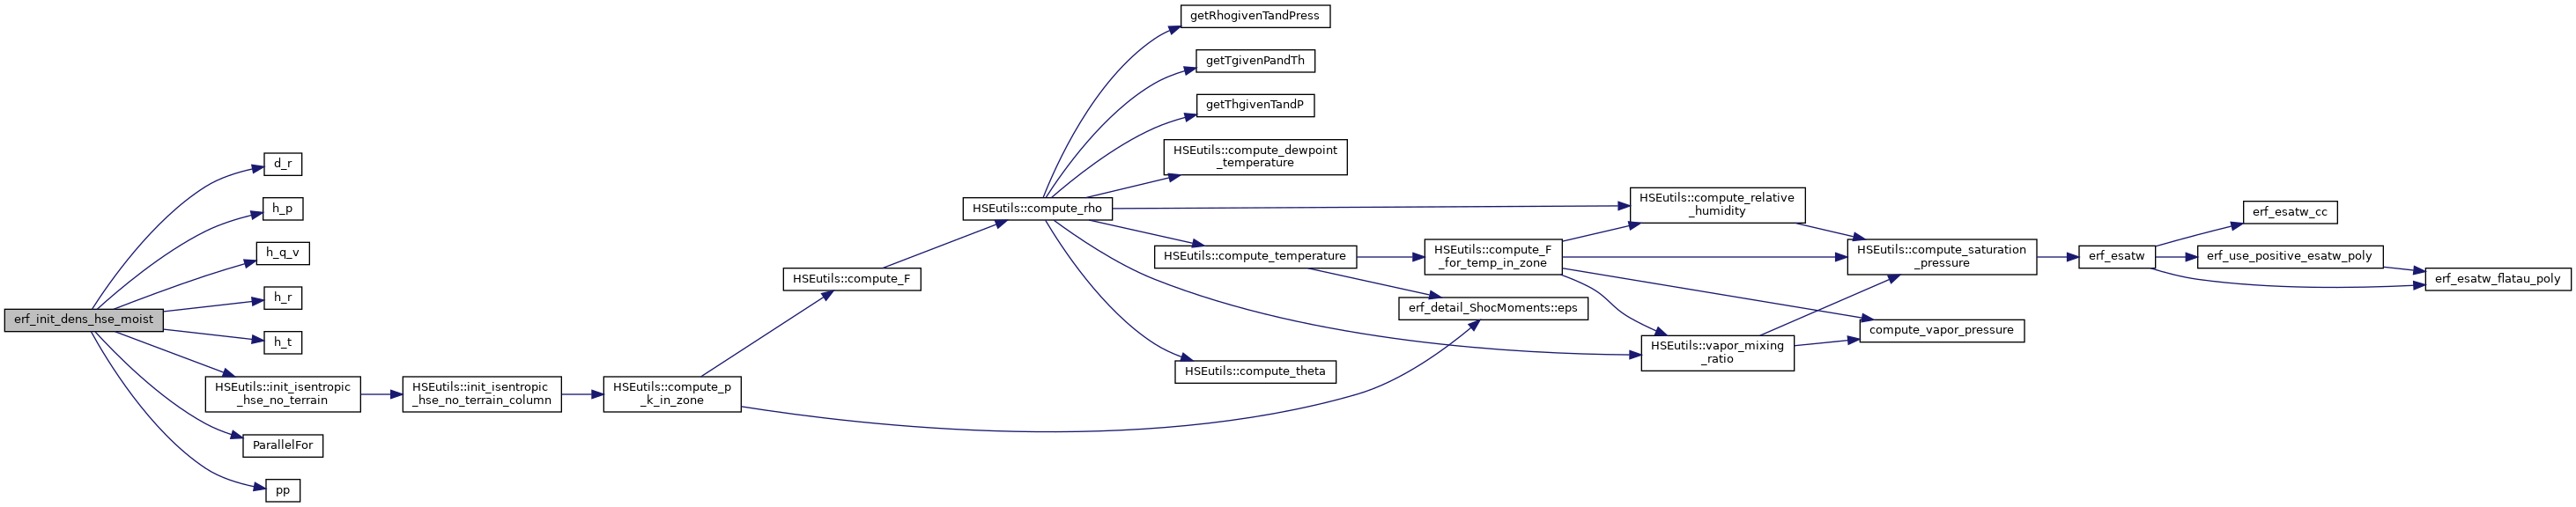 erf_init_dens_hse_moist
d_r
h_p
h_q_v
h_r
h_t
HSEutils::init_isentropic
_hse_no_terrain
ParallelFor
pp
HSEutils::init_isentropic
_hse_no_terrain_column
HSEutils::compute_p
_k_in_zone
HSEutils::compute_F
HSEutils::compute_rho
getRhogivenTandPress
getTgivenPandTh
getThgivenTandP
HSEutils::compute_dewpoint
_temperature
HSEutils::compute_temperature
HSEutils::compute_theta
HSEutils::compute_F
_for_temp_in_zone
erf_detail_ShocMoments::eps
HSEutils::compute_relative
_humidity
HSEutils::vapor_mixing
_ratio
HSEutils::compute_saturation
_pressure
compute_vapor_pressure
erf_esatw
erf_esatw_cc
erf_use_positive_esatw_poly
erf_esatw_flatau_poly